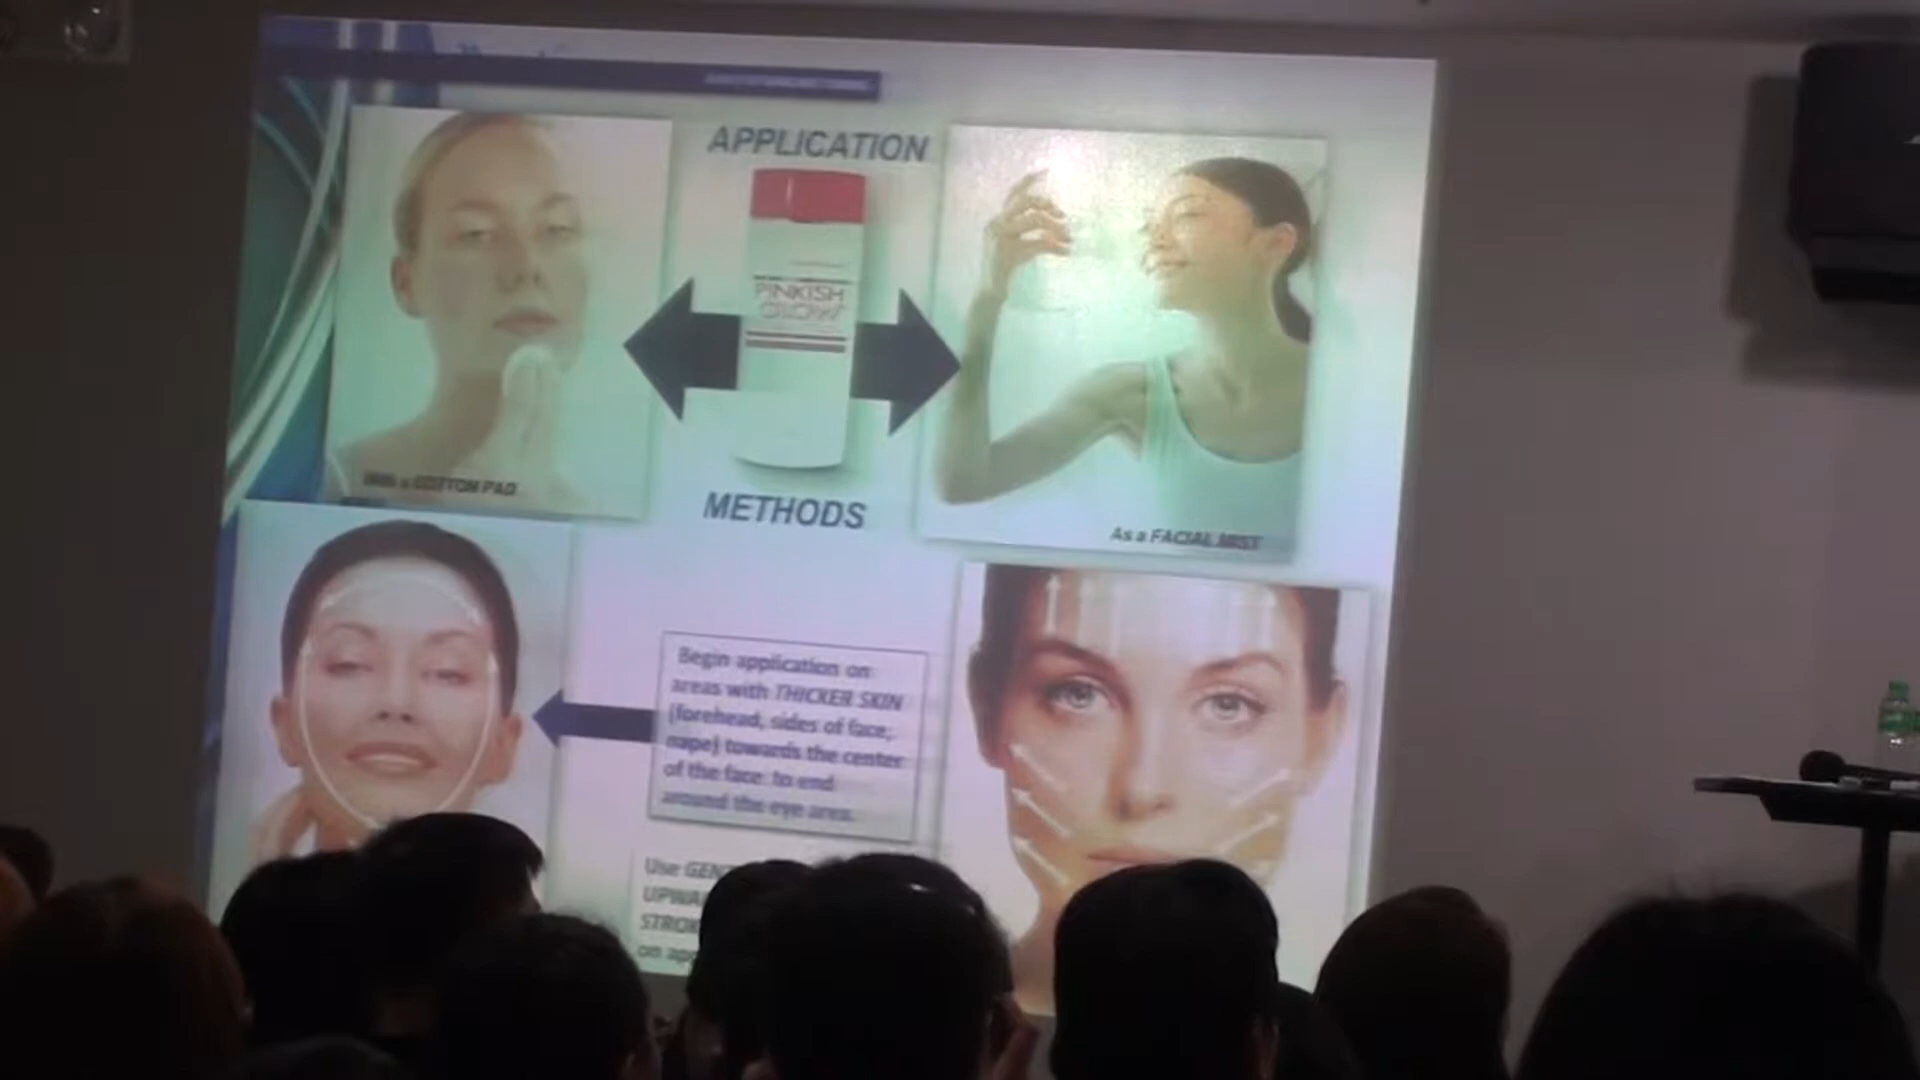 APPLICATION
PINKISH
GLOW
With a COTTON PAD
As a FACIAL MIST
METHODS
Begin application on
areas with THICKER SKIN
(forehead, sides of face,
nape) towards the center
of the face to end
around the eye area.
Use
on